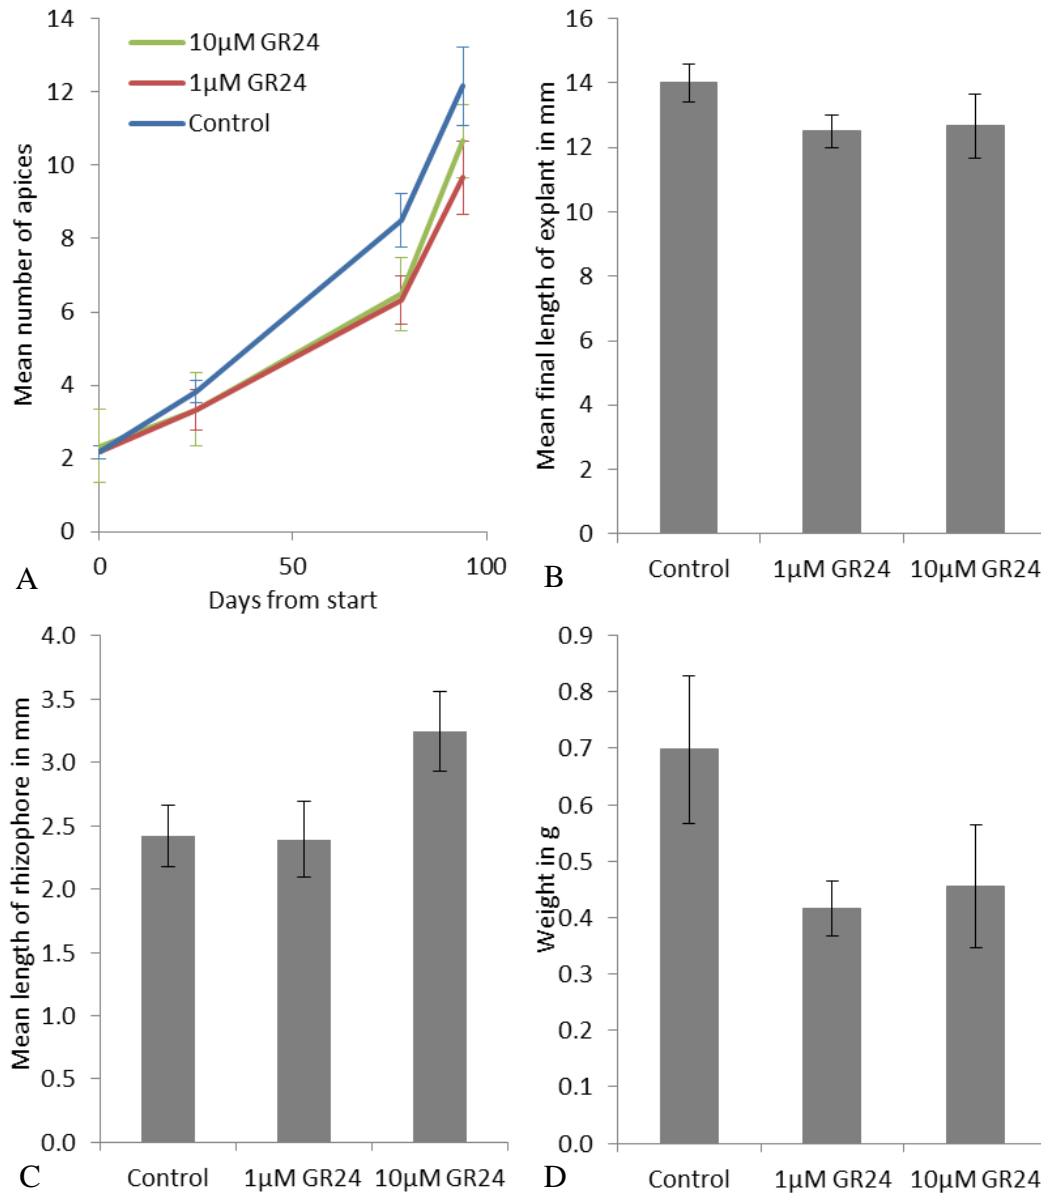 14
12
10
8
6
4
2
0
Mean number of apices
10μM GR24
1μM GR24
Control
0
50
100
Days from start
A
16
14
12
10
8
6
4
2
0
Mean final length of explant in mm
Control
1μM GR24
10μM GR24
B
4.0
3.5
3.0
2.5
2.0
1.5
1.0
0.5
0.0
Mean length of rhizophore in mm
Control
1μM GR24
10μM GR24
C
0.9
0.8
0.7
0.6
0.5
0.4
0.3
0.2
0.1
0.0
Weight in g
Control
1μM GR24
10μM GR24
D